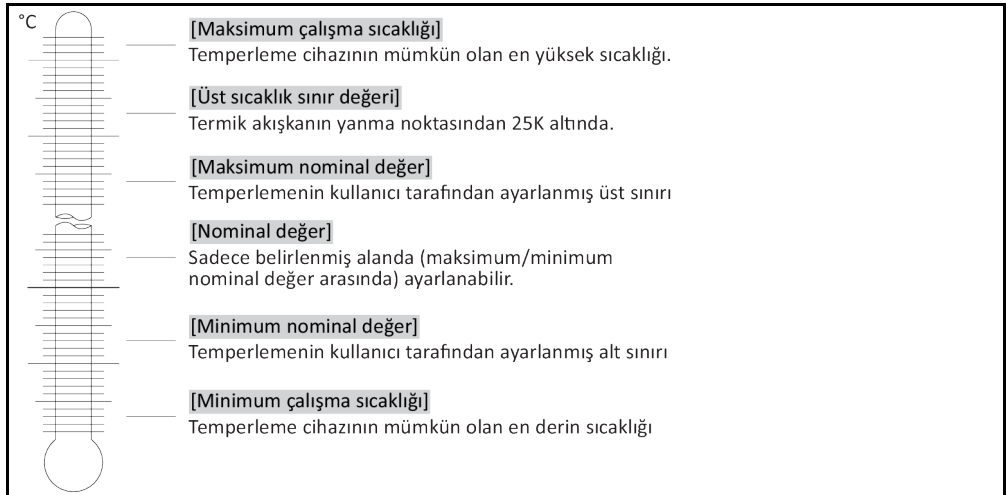 °C
[Maksimum çalışma sıcaklığı]
Temperleme cihazının mümkün olan en yüksek sıcaklığı.
[Üst sıcaklık sınır değeri]
Termik akışkanın yanma noktasından 25K altında.
[Maksimum nominal değer]
Temperlemenin kullanıcı tarafından ayarlanmış üst sınırı
[Nominal değer]
Sadece belirlenmiş alanda (maksimum/minimum
nominal değer arasında) ayarlanabilir.
[Minimum nominal değer]
Temperlemenin kullanıcı tarafından ayarlanmış alt sınırı
[Minimum çalışma sıcaklığı]
Temperleme cihazının mümkün olan en derin sıcaklığı